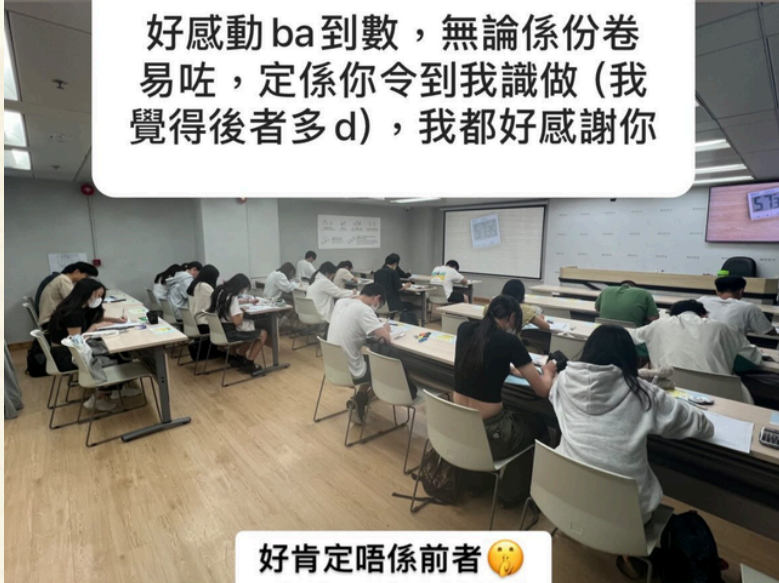 好感動ba到數，無論係份卷
易咗，定係你令到我識做（我
覺得後者多d），我都好感謝你
好肯定唔係前者🤫